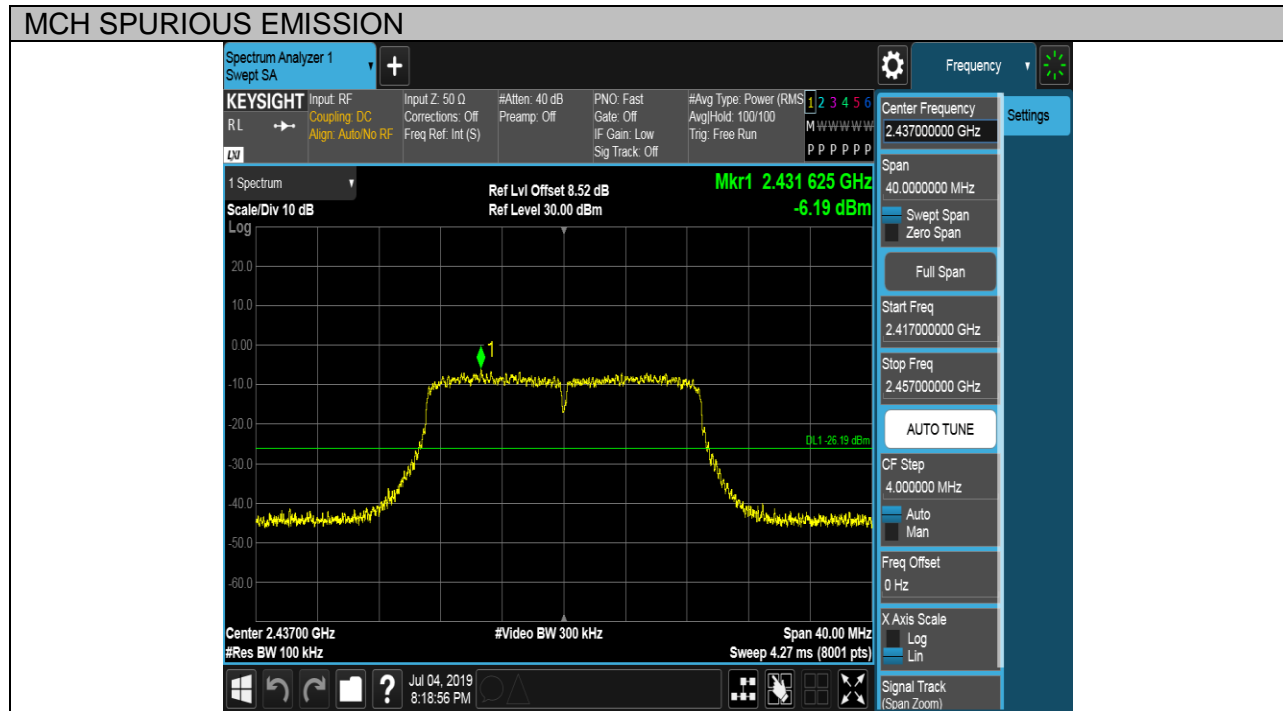 MCH SPURIOUS EMISSION
Spectrum Analyzer 1
Swept SA
Frequency
KEYSIGHT
RL
LXI
Input: RF
Coupling: DC
Align: Auto/No RF
Input Z: 50 Ω
Corrections: Off
Freq Ref: Int (S)
#Atten: 40 dB
Preamp: Off
PNO: Fast
Gate: Off
IF Gain: Low
Sig Track: Off
#Avg Type: Power (RMS
Avg|Hold: 100/100
Trig: Free Run
1 2 3 4 5 6
M W W W W W
P P P P P P
1 Spectrum
Scale/Div 10 dB
Log
Ref Lvl Offset 8.52 dB
Ref Level 30.00 dBm
Mkr1 2.431 625 GHz
-6.19 dBm
20.0
10.0
0.00
-10.0
-20.0
-30.0
-40.0
-50.0
-60.0
1
DL1 -26.19 dBm
Center 2.43700 GHz
#Res BW 100 kHz
#Video BW 300 kHz
Span 40.00 MHz
Sweep 4.27 ms (8001 pts)
?
Jul 04, 2019
8:18:56 PM
Center Frequency
2.437000000 GHz
Span
40.0000000 MHz
Swept Span
Zero Span
Full Span
Start Freq
2.417000000 GHz
Stop Freq
2.457000000 GHz
AUTO TUNE
CF Step
4.000000 MHz
Auto
Man
Freq Offset
0 Hz
X Axis Scale
Log
Lin
Signal Track
(Span Zoom)
Settings